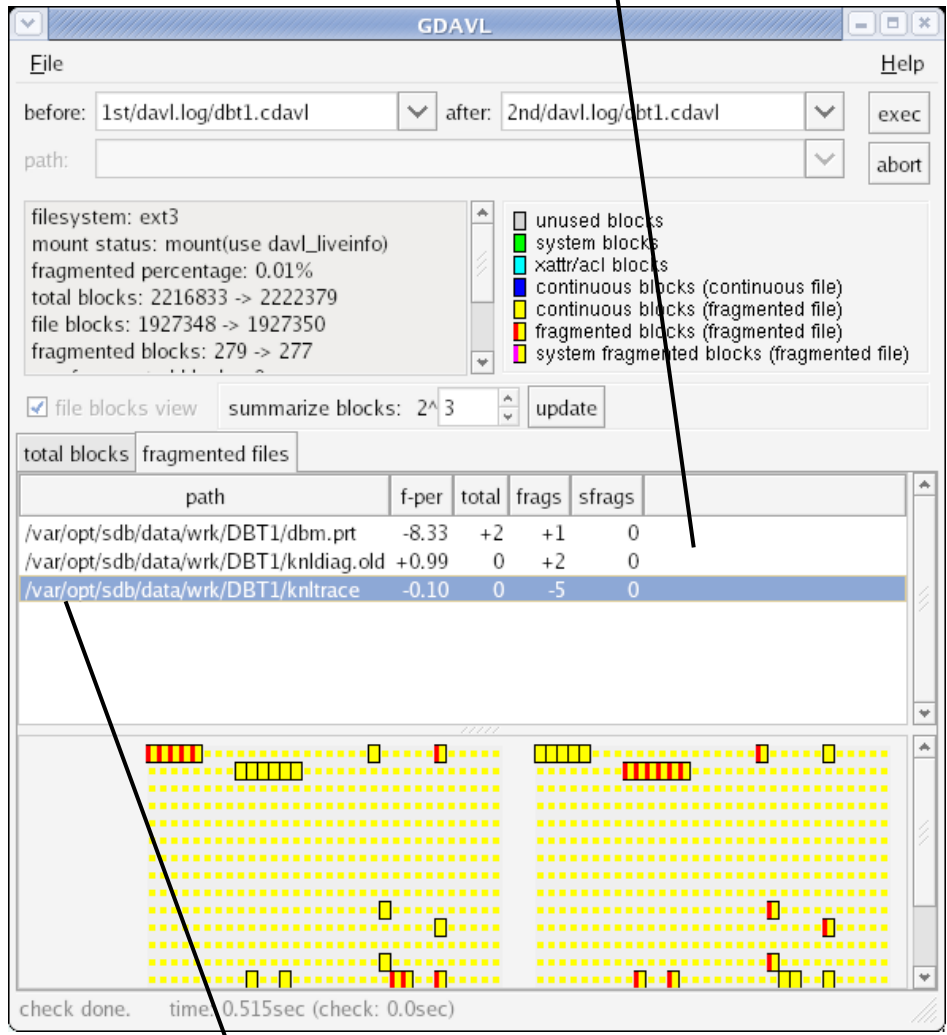 GDAVL
File Help
before: 1st/davl.log/dbt1.cdavl after: 2nd/davl.log/dbt1.cdavl exec
path: abort
filesystem: ext3
mount status: mount(use davl_liveinfo)
fragmented percentage: 0.01%
total blocks: 2216833 -> 2222379
file blocks: 1927348 -> 1927350
fragmented blocks: 279 -> 277
unused blocks
system blocks
xattr/acl blocks
continuous blocks (continuous file)
continuous blocks (fragmented file)
fragmented blocks (fragmented file)
system fragmented blocks (fragmented file)
file blocks view summarize blocks: 2^ 3 update
total blocks fragmented files
path f-per total frags sfrags
/var/opt/sdb/data/wrk/DBT1/dbm.prt -8.33 +2 +1 0
/var/opt/sdb/data/wrk/DBT1/knldiag.old +0.99 0 +2 0
/var/opt/sdb/data/wrk/DBT1/knltrace -0.10 0 -5 0
check done. time: 0.515sec (check: 0.0sec)